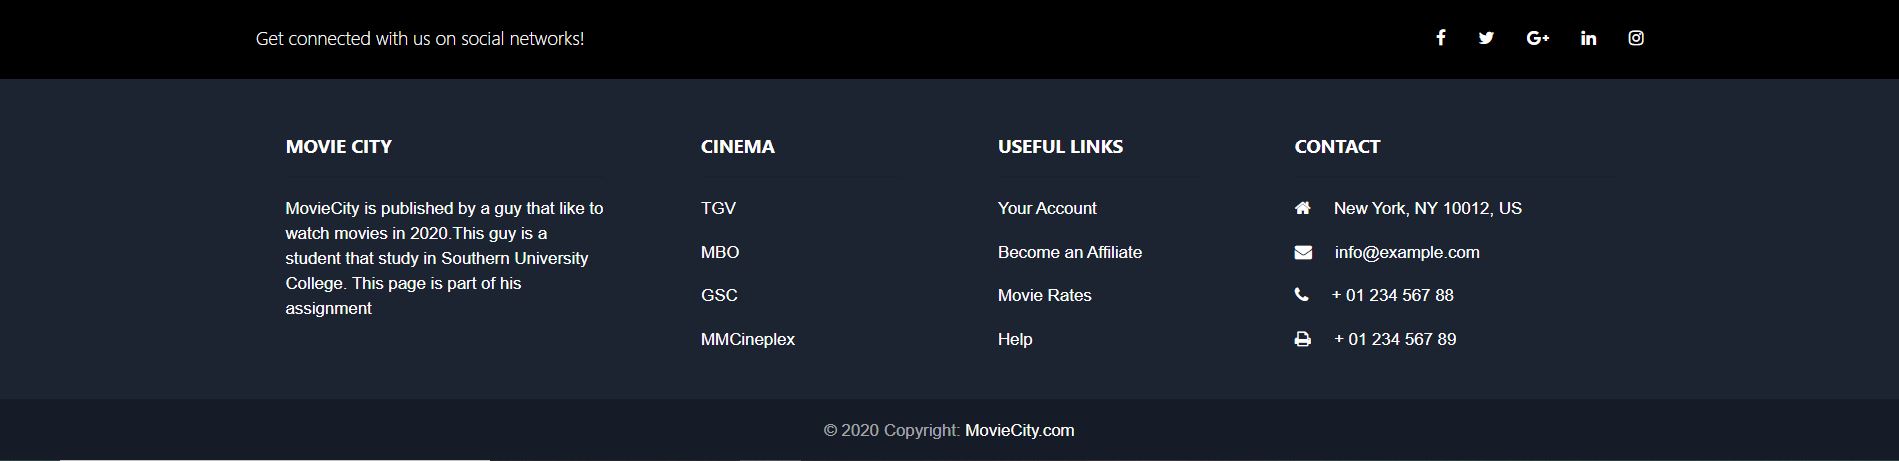 Get connected with us on social networks!
MOVIE CITY
MovieCity is published by a guy that like to
watch movies in 2020.This guy is a
student that study in Southern University
College. This page is part of his
assignment
CINEMA
TGV
MBO
GSC
MMCineplex
USEFUL LINKS
Your Account
Become an Affiliate
Movie Rates
Help
CONTACT
New York, NY 10012, US
info@example.com
+ 01 234 567 88
+ 01 234 567 89
© 2020 Copyright: MovieCity.com